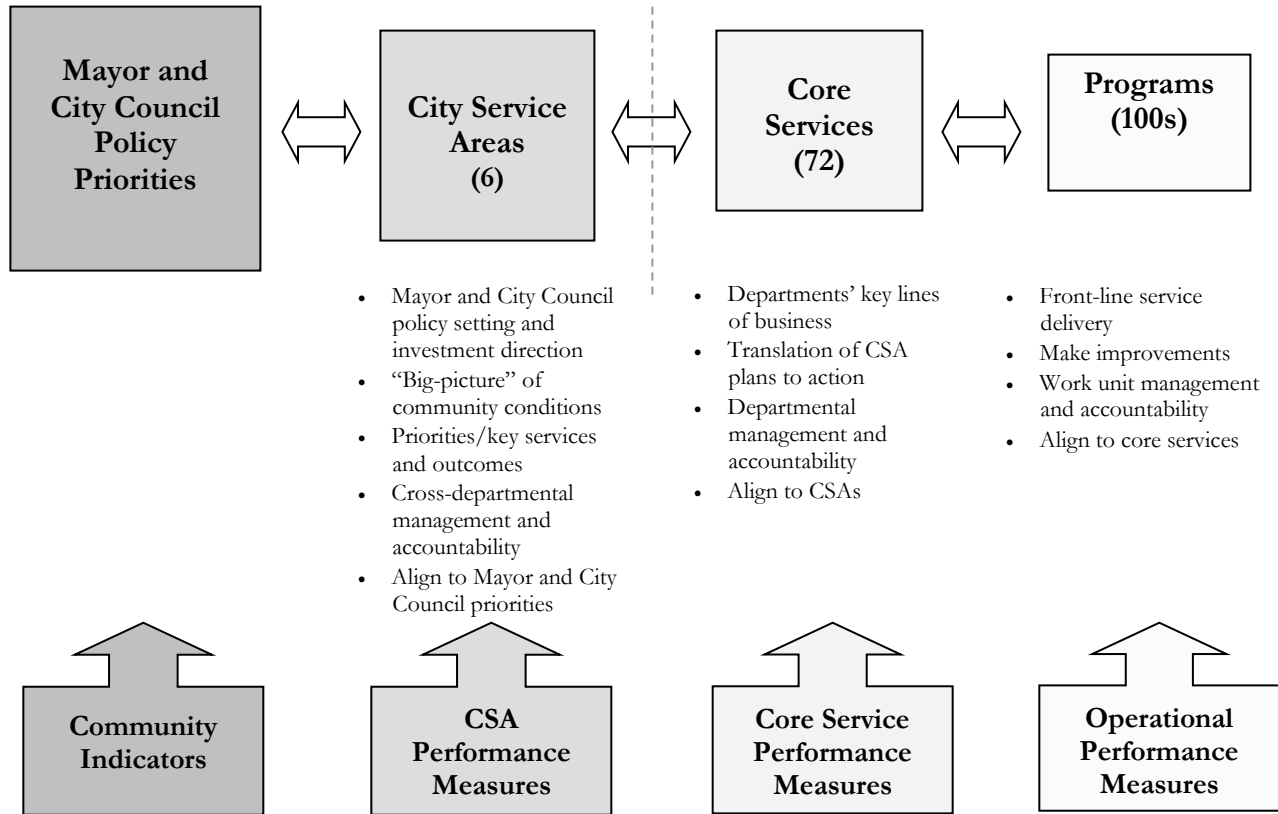 Mayor and
City Council
Policy
Priorities
City Service
Areas
(6)
Core
Services
(72)
Programs
(100s)
• Mayor and City Council
policy setting and
investment direction
• “Big-picture” of
community conditions
• Priorities/key services
and outcomes
• Cross-departmental
management and
accountability
• Align to Mayor and City
Council priorities
• Departments’ key lines
of business
• Translation of CSA
plans to action
• Departmental
management and
accountability
• Align to CSAs
• Front-line service
delivery
• Make improvements
• Work unit management
and accountability
• Align to core services
Community
Indicators
CSA
Performance
Measures
Core Service
Performance
Measures
Operational
Performance
Measures